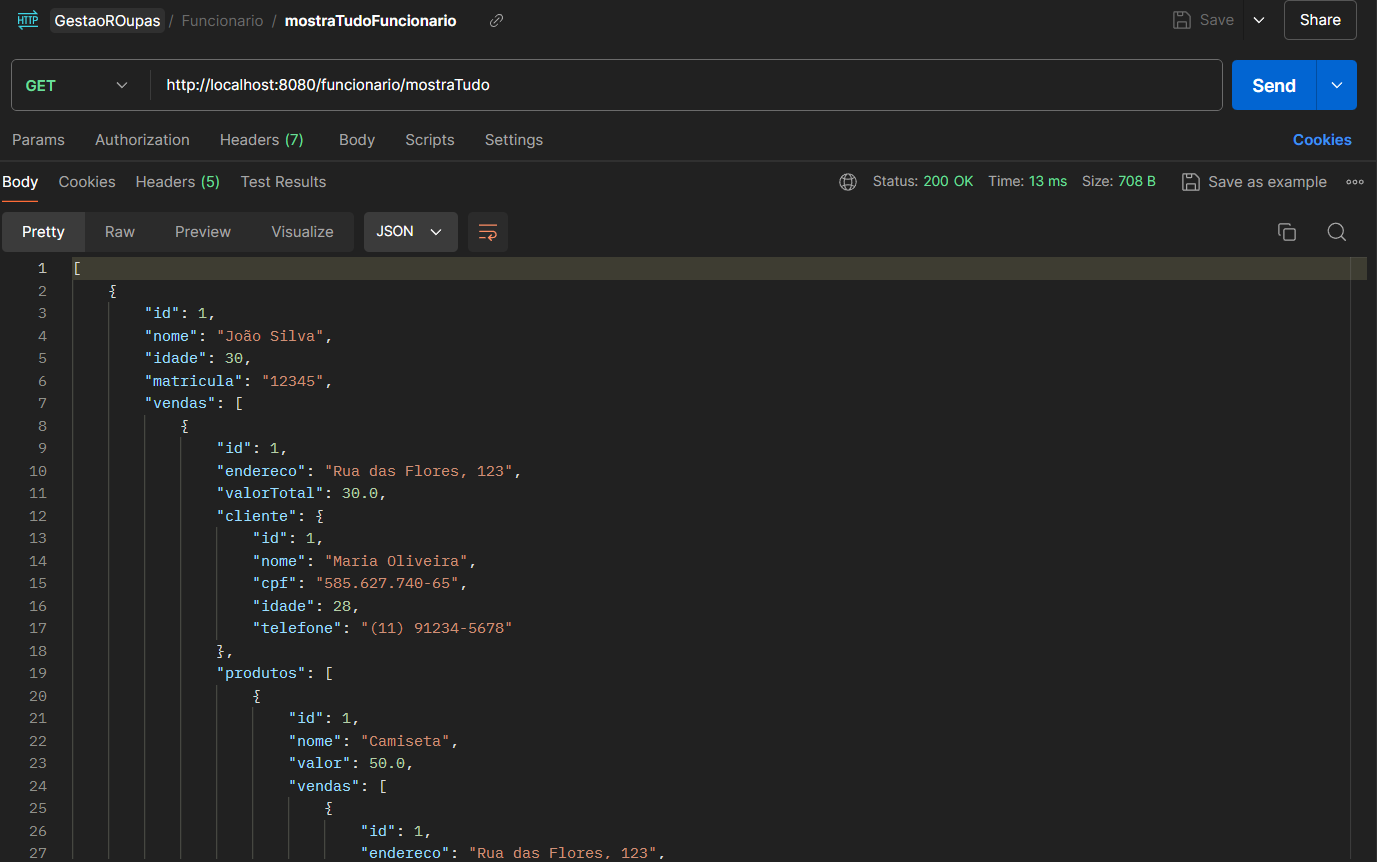 HTTP GestaoROupas / Funcionario / mostraTudoFuncionario Save Share
GET http://localhost:8080/funcionario/mostraTudo Send
Params Authorization Headers (7) Body Scripts Settings Cookies
Body Cookies Headers (5) Test Results Status: 200 OK Time: 13 ms Size: 708 B Save as example
Pretty Raw Preview Visualize JSON
1 [
2 {
3 "id": 1,
4 "nome": "João Silva",
5 "idade": 30,
6 "matricula": "12345",
7 "vendas": [
8 {
9 "id": 1,
10 "endereco": "Rua das Flores, 123",
11 "valorTotal": 30.0,
12 "cliente": {
13 "id": 1,
14 "nome": "Maria Oliveira",
15 "cpf": "585.627.740-65",
16 "idade": 28,
17 "telefone": "(11) 91234-5678"
18 },
19 "produtos": [
20 {
21 "id": 1,
22 "nome": "Camiseta",
23 "valor": 50.0,
24 "vendas": [
25 {
26 "id": 1,
27 "endereco": "Rua das Flores, 123",